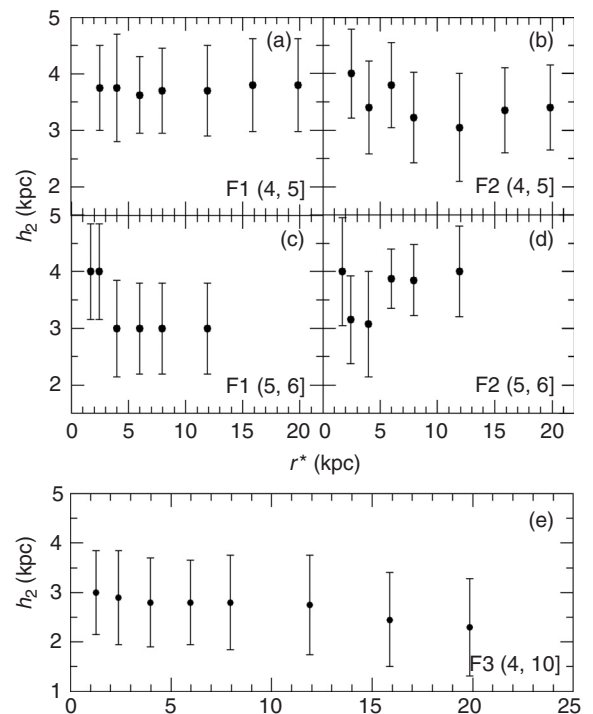 5
(a)
(b)
4
3
F1 (4, 5]
F2 (4, 5]
2
h₂ (kpc)
5
(c)
(d)
4
3
F1 (5, 6]
F2 (5, 6]
2
0 5 10 15 20 0 5 10 15 20
r* (kpc)
5
(e)
4
h₂ (kpc)
3
2
F3 (4, 10]
1
0 5 10 15 20 25